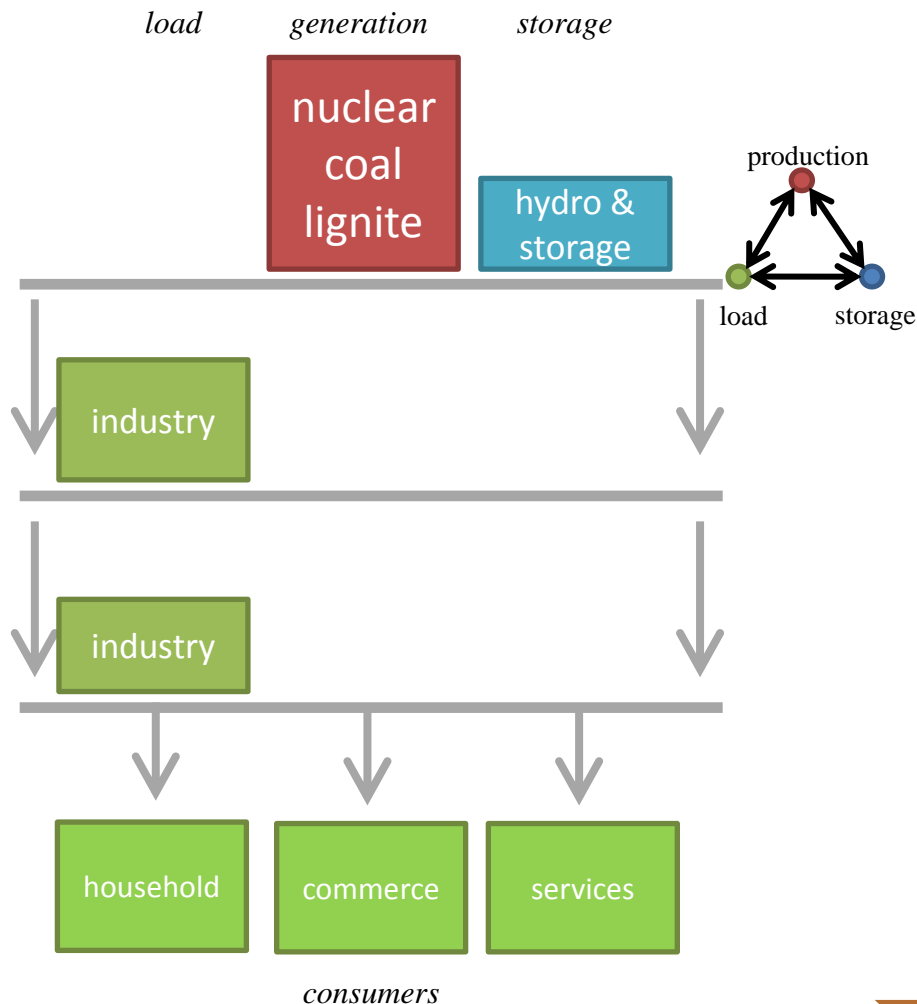 load generation storage
nuclear
coal
lignite
hydro &
storage
production
load storage
industry
industry
household commerce services
consumers